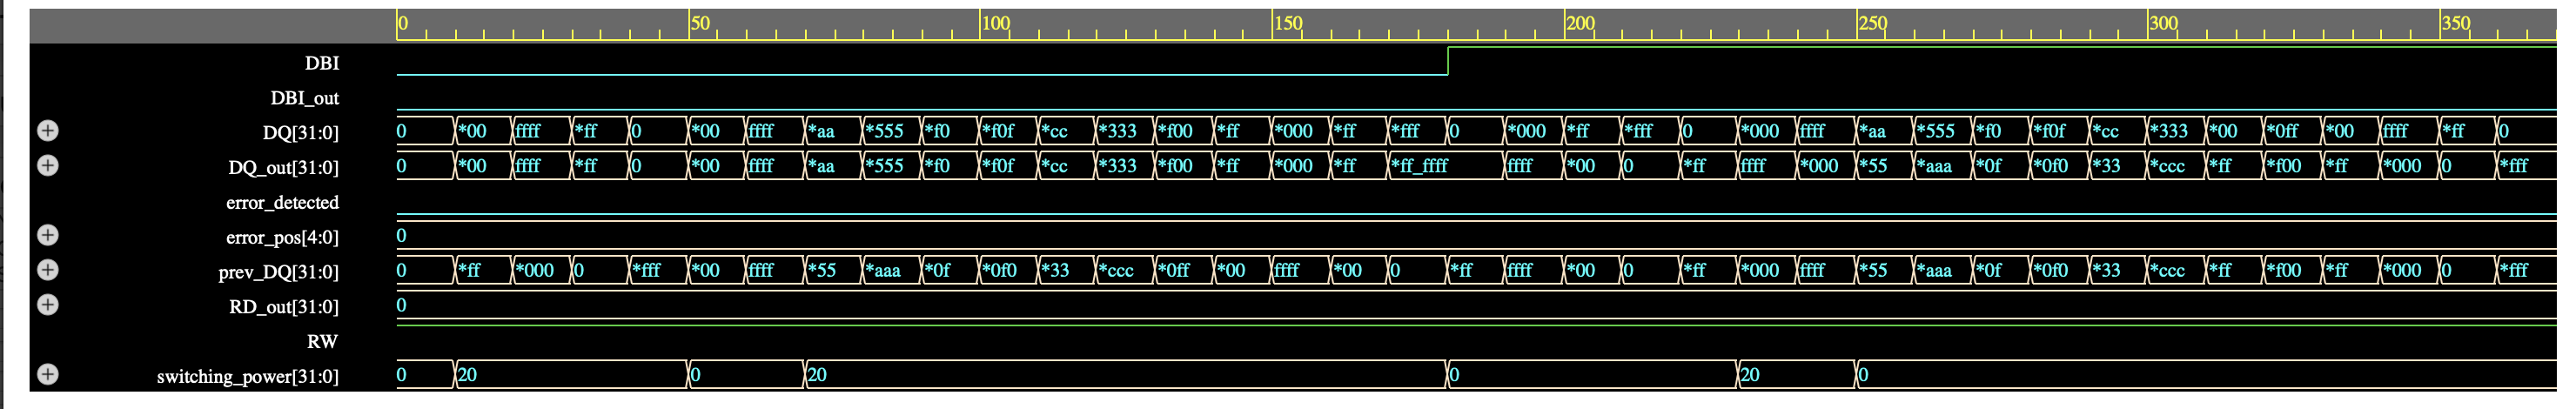 0 50 100 150 200 250 300 350
DBI
DBI_out
DQ[31:0] 0 *00 ffff *ff 0 *00 ffff *aa *555 *f0 *f0f *cc *333 *f00 *ff *000 *ff *fff 0 *000 *ff *fff 0 *000 ffff *aa *555 *f0 *f0f *cc *333 *00 *0ff *00 ffff *ff 0
DQ_out[31:0] 0 *00 ffff *ff 0 *00 ffff *aa *555 *f0 *f0f *cc *333 *f00 *ff *000 *ff *ff_ffff ffff *00 0 *ff ffff *000 *55 *aaa *0f *0f0 *33 *ccc *ff *f00 *ff *000 0 *fff
error_detected
error_pos[4:0] 0
prev_DQ[31:0] 0 *ff *000 0 *fff *00 ffff *55 *aaa *0f *0f0 *33 *ccc *0ff *00 ffff *00 0 *ff ffff *00 0 *ff *000 ffff *55 *aaa *0f *0f0 *33 *ccc *ff *f00 *ff *000 0 *fff
RD_out[31:0] 0
RW
switching_power[31:0] 0 20 0 20 0 20 0